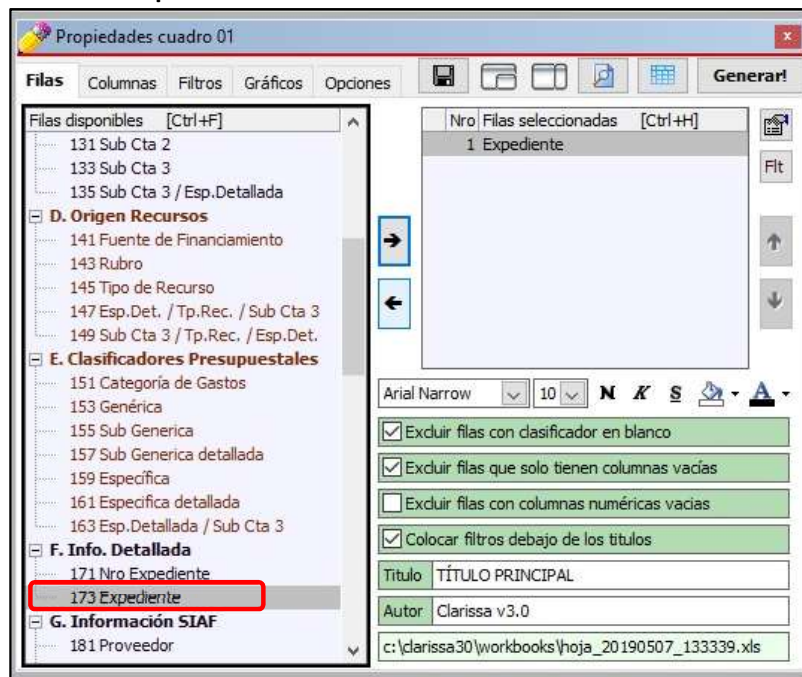 Propiedades cuadro 01
Filas Columnas Filtros Gráficos Opciones Generar!
Filas disponibles [Ctrl+F]
131 Sub Cta 2
133 Sub Cta 3
135 Sub Cta 3 / Esp.Detallada
D. Origen Recursos
141 Fuente de Financiamiento
143 Rubro
145 Tipo de Recurso
147 Esp.Det. / Tp.Rec. / Sub Cta 3
149 Sub Cta 3 / Tp.Rec. / Esp.Det.
E. Clasificadores Presupuestales
151 Categoría de Gastos
153 Genérica
155 Sub Generica
157 Sub Generica detallada
159 Específica
161 Especifica detallada
163 Esp.Detallada / Sub Cta 3
F. Info. Detallada
171 Nro Expediente
173 Expediente
G. Información SIAF
181 Proveedor
Nro Filas seleccionadas [Ctrl+H]
1 Expediente
Flt
Arial Narrow 10 N K S A
Excluir filas con clasificador en blanco
Excluir filas que solo tienen columnas vacías
Excluir filas con columnas numéricas vacias
Colocar filtros debajo de los titulos
Titulo TÍTULO PRINCIPAL
Autor Clarissa v3.0
c:\clarissa30\workbooks\hoja_20190507_133339.xls